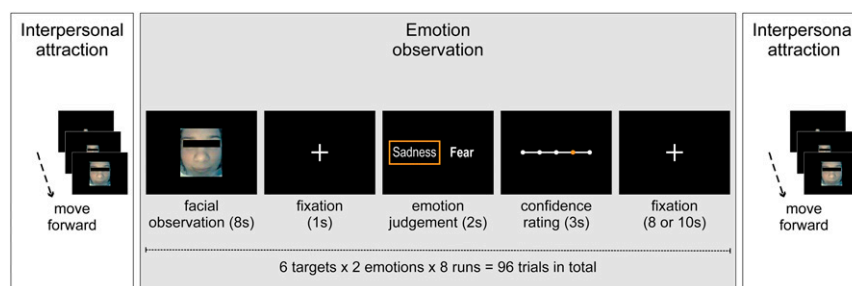 Interpersonal
attraction
move
forward
Emotion
observation
Sadness
Fear
facial
observation (8s)
fixation
(1s)
emotion
judgement (2s)
confidence
rating (3s)
fixation
(8 or 10s)
6 targets x 2 emotions x 8 runs = 96 trials in total
Interpersonal
attraction
move
forward